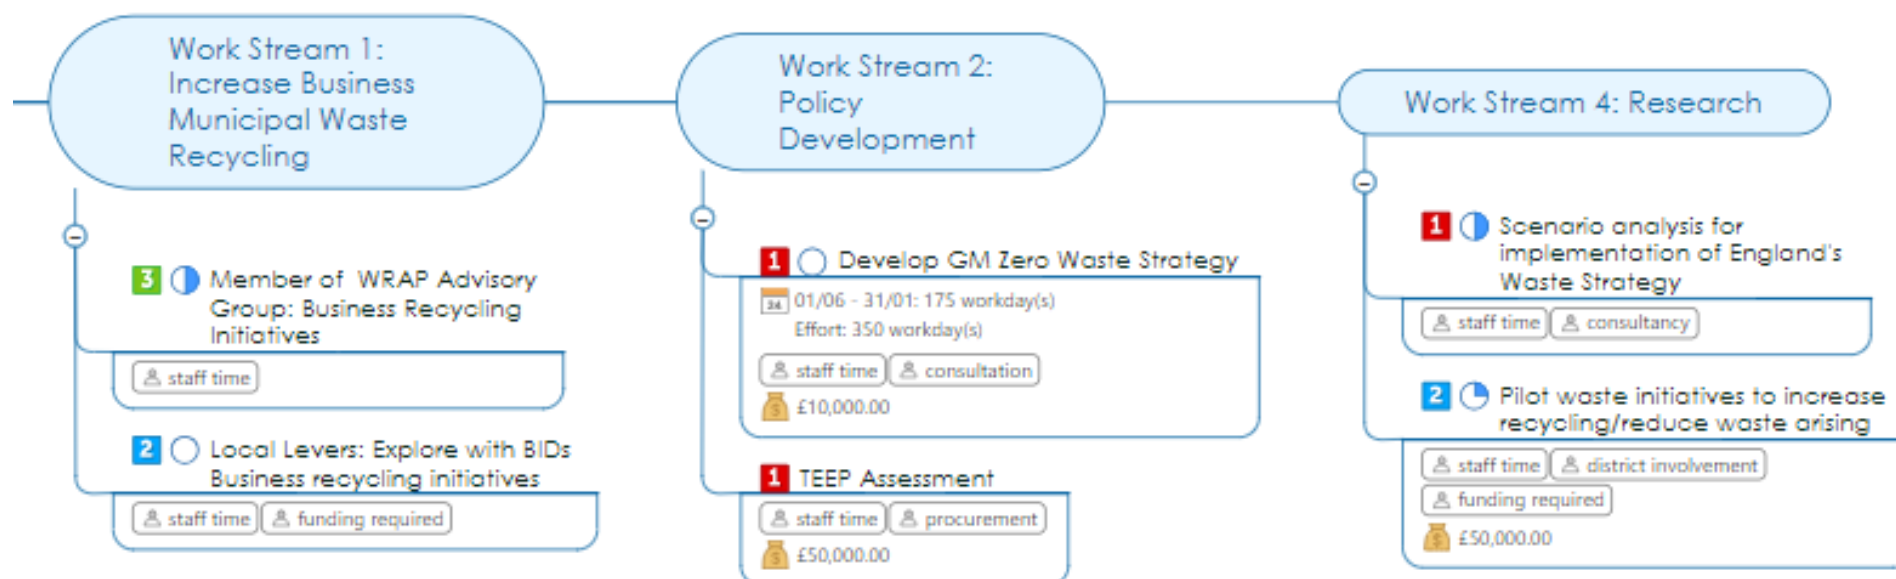 Work Stream 1:
Increase Business
Municipal Waste
Recycling
3 Member of WRAP Advisory
Group: Business Recycling
Initiatives
staff time
2 Local Levers: Explore with BIDs
Business recycling initiatives
staff time funding required
Work Stream 2:
Policy
Development
1 Develop GM Zero Waste Strategy
24 01/06 - 31/01: 175 workday(s)
Effort: 350 workday(s)
staff time consultation
£10,000.00
1 TEEP Assessment
staff time procurement
£50,000.00
Work Stream 4: Research
1 Scenario analysis for
implementation of England's
Waste Strategy
staff time consultancy
2 Pilot waste initiatives to increase
recycling/reduce waste arising
staff time district involvement
funding required
£50,000.00